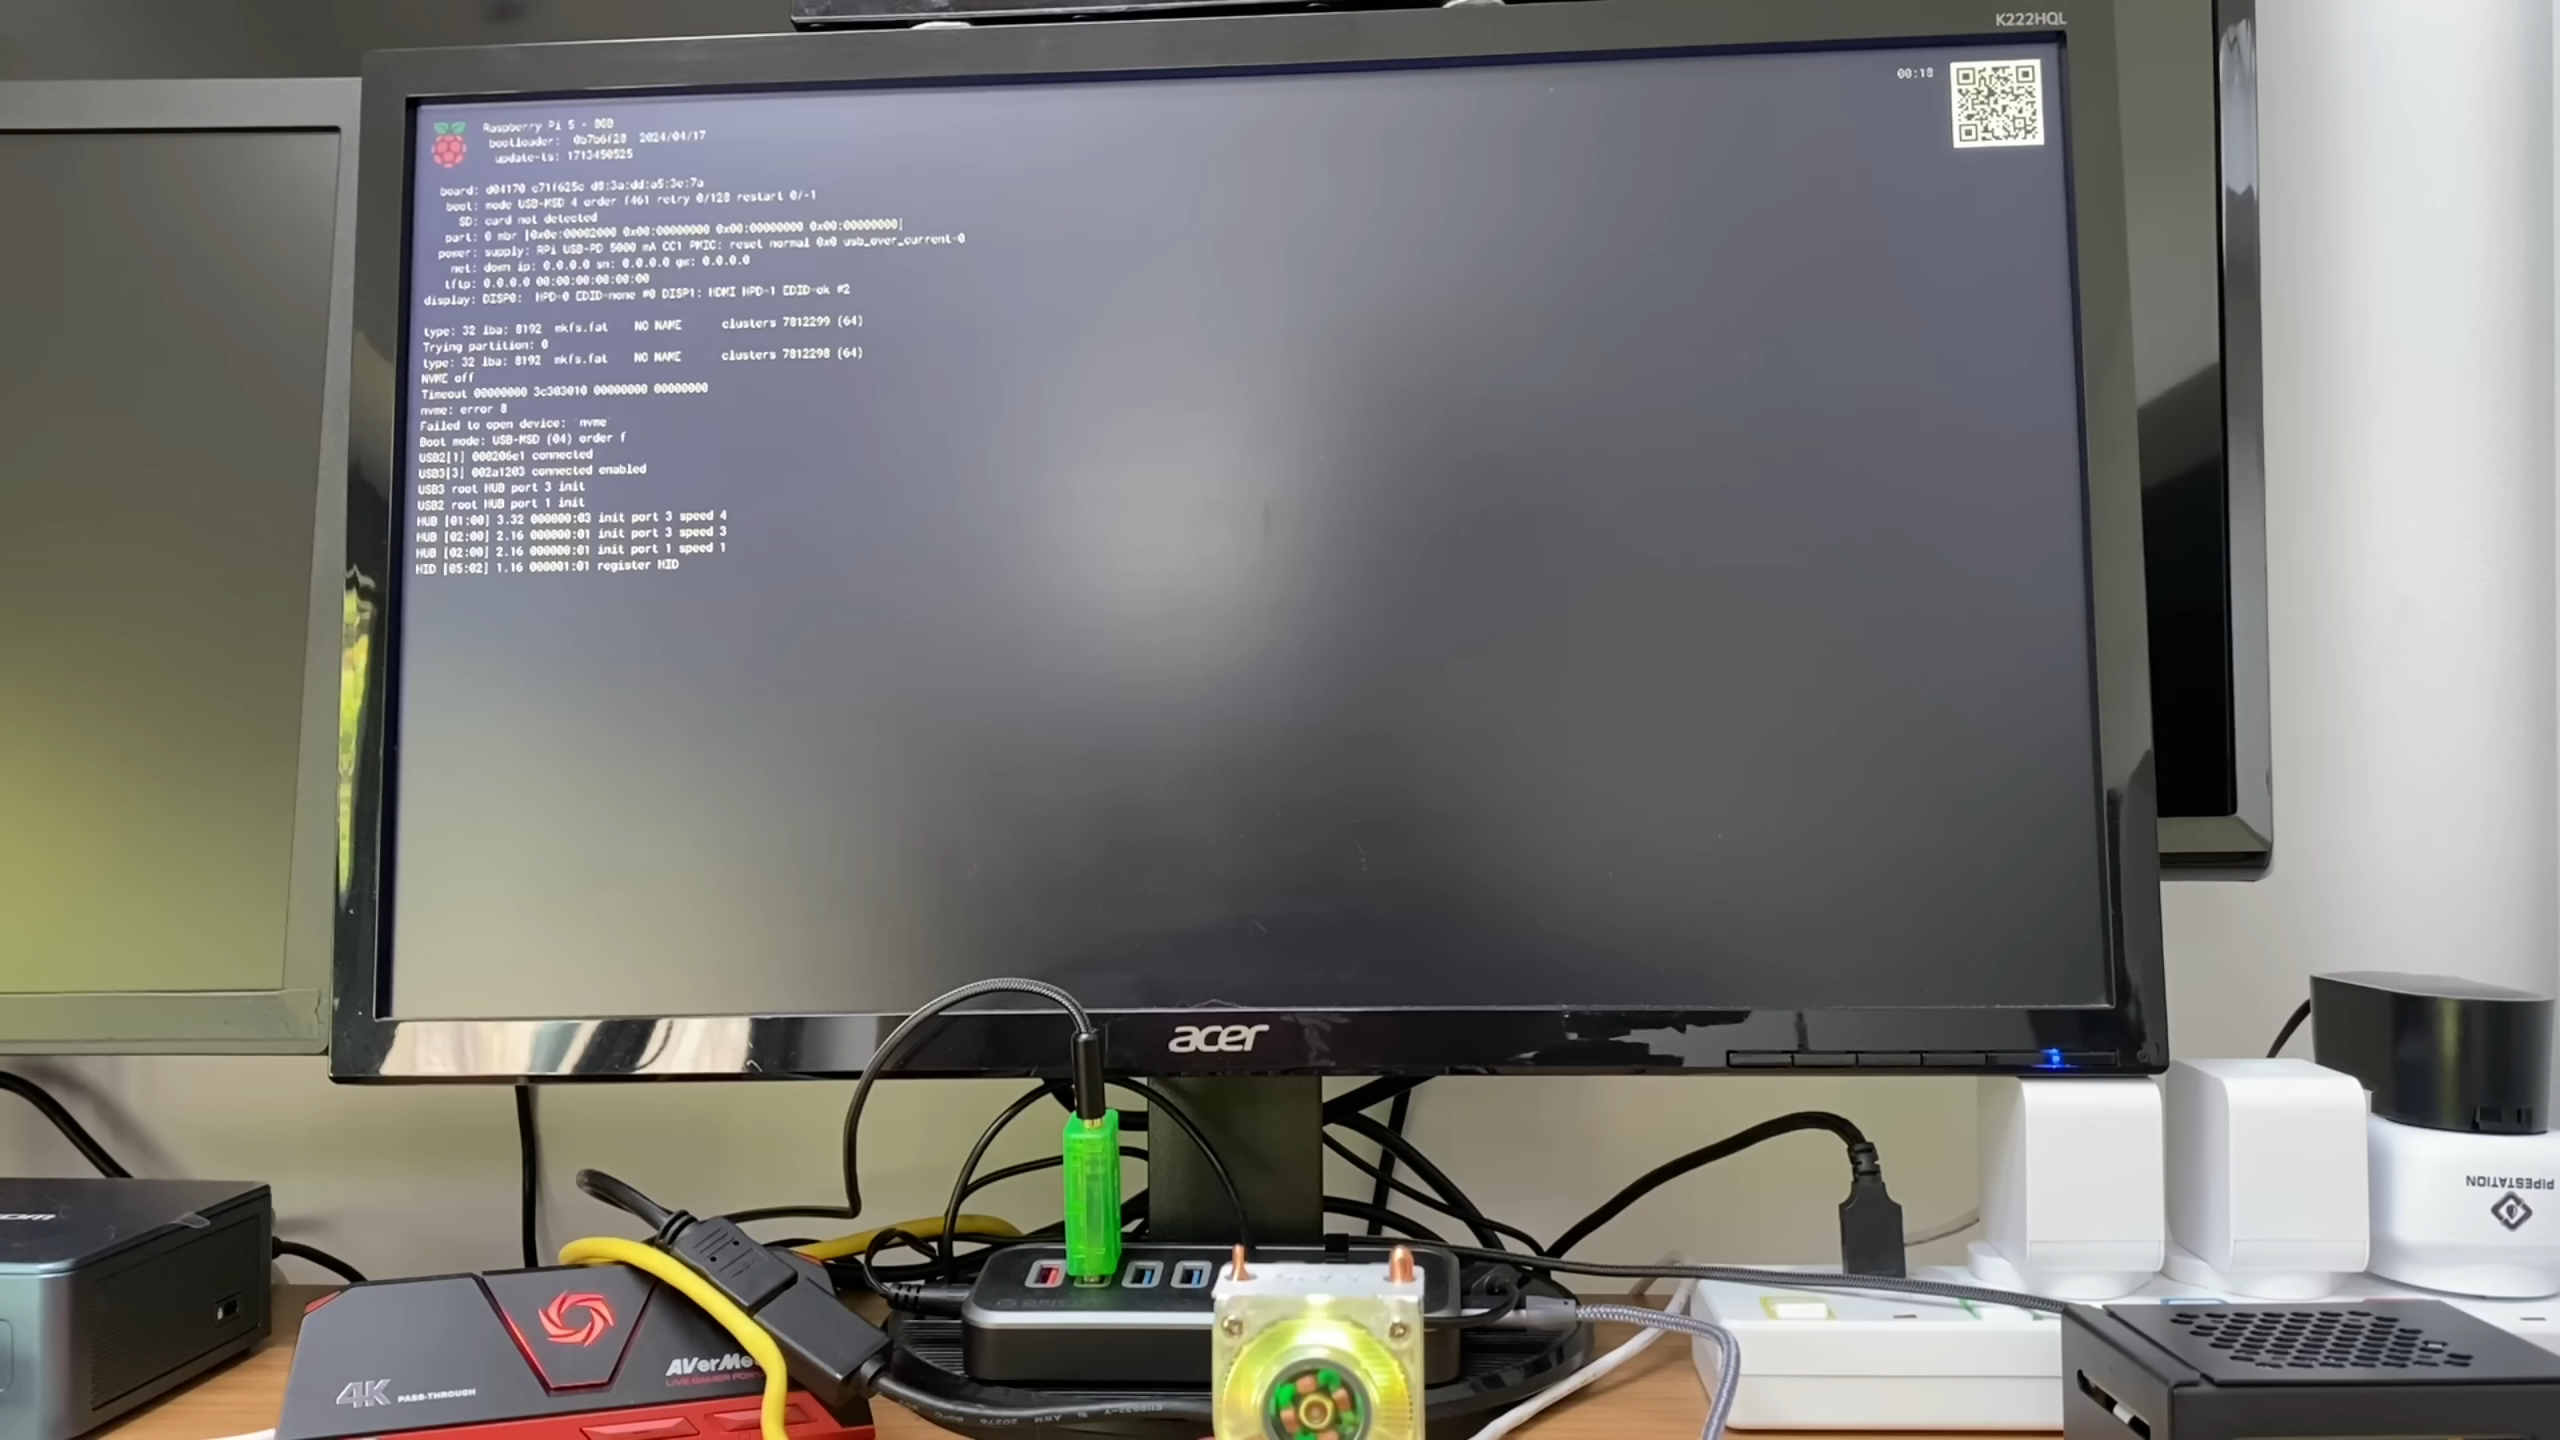 K222HQL
00:18
Raspberry Pi 5 - 8GB
bootloader: 0b7b6f28 2024/04/17
update-ts: 1713450525
board: d04170 c71f625c d8:3a:dd:a5:3e:7a
boot: mode USB-MSD 4 order f461 retry 0/128 restart 0/-1
SD: card not detected
part: 0 mbr [0x0c:00002000 0x00:00000000 0x00:00000000 0x00:00000000]
power: supply: RPi USB-PD 5000 mA CC1 PMIC: reset normal 0x0 usb_over_current=0
net: down ip: 0.0.0.0 sn: 0.0.0.0 gw: 0.0.0.0
tftp: 0.0.0.0 00:00:00:00:00:00
display: DISP0: HPD=0 EDID=none #0 DISP1: HDMI HPD=1 EDID=ok #2
type: 32 lba: 8192 mkfs.fat NO NAME clusters 7812299 (64)
Trying partition: 0
type: 32 lba: 8192 mkfs.fat NO NAME clusters 7812298 (64)
NVME off
Timeout 00000000 3c303010 00000000 00000000
nvme: error 8
Failed to open device: 'nvme'
Boot mode: USB-MSD (04) order f
USB2[1] 000206e1 connected
USB3[3] 002a1203 connected enabled
USB3 root HUB port 3 init
USB2 root HUB port 1 init
HUB [01:00] 3.32 000000:03 init port 3 speed 4
HUB [02:00] 2.16 000000:01 init port 3 speed 3
HUB [02:00] 2.16 000000:01 init port 1 speed 1
HID [05:02] 1.16 000001:01 register HID
acer
PIPESTATION
4K PASS-THROUGH